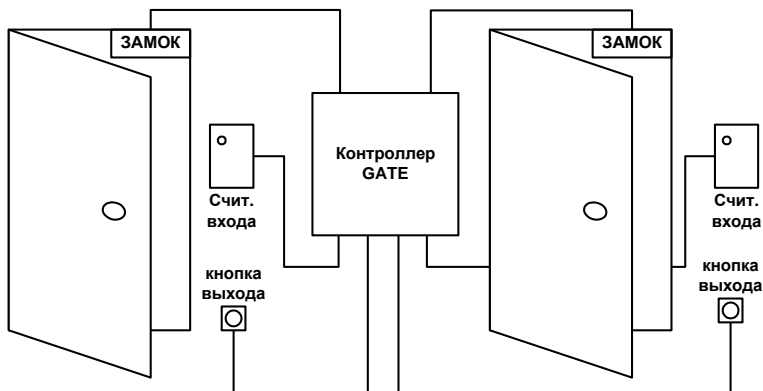 ЗАМОК
ЗАМОК
Контроллер
GATE
Счит.
входа
Счит.
входа
кнопка
выхода
кнопка
выхода